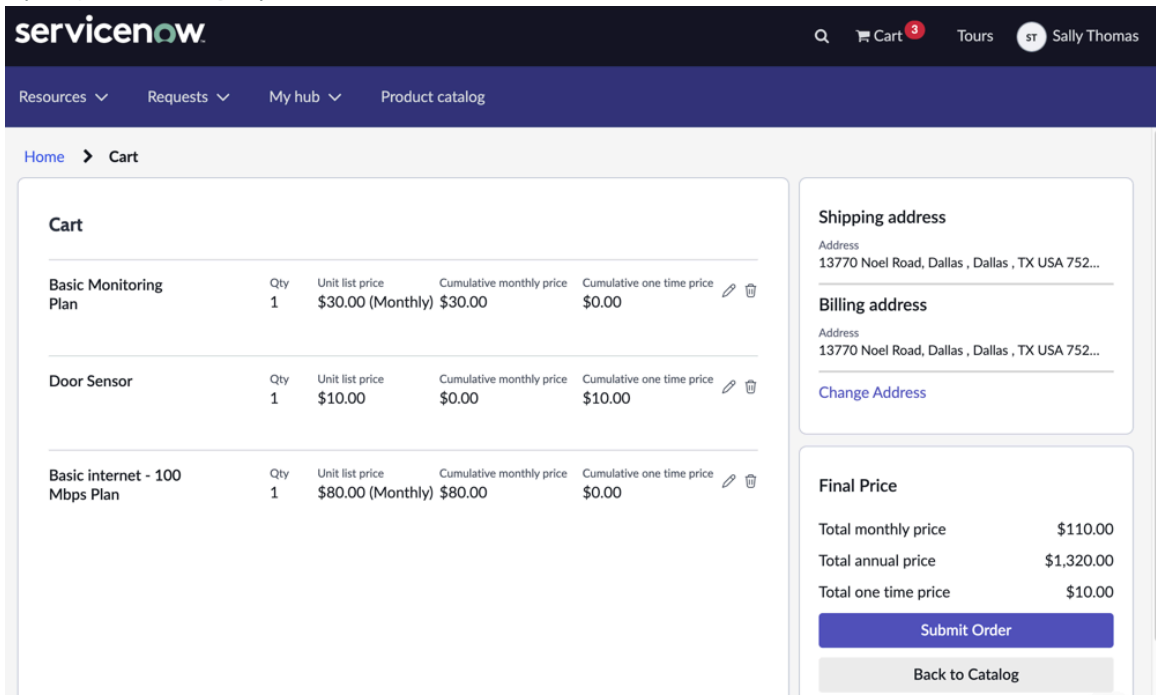 servicenow
Cart 3 Tours ST Sally Thomas
Resources Requests My hub Product catalog
Home > Cart
Cart
Basic Monitoring Plan
Qty
1
Unit list price
$30.00 (Monthly)
Cumulative monthly price
$30.00
Cumulative one time price
$0.00
Door Sensor
Qty
1
Unit list price
$10.00
Cumulative monthly price
$0.00
Cumulative one time price
$10.00
Basic internet - 100
Mbps Plan
Qty
1
Unit list price
$80.00 (Monthly)
Cumulative monthly price
$80.00
Cumulative one time price
$0.00
Shipping address
Address
13770 Noel Road, Dallas , Dallas , TX USA 752...
Billing address
Address
13770 Noel Road, Dallas , Dallas , TX USA 752...
Change Address
Final Price
Total monthly price $110.00
Total annual price $1,320.00
Total one time price $10.00
Submit Order
Back to Catalog